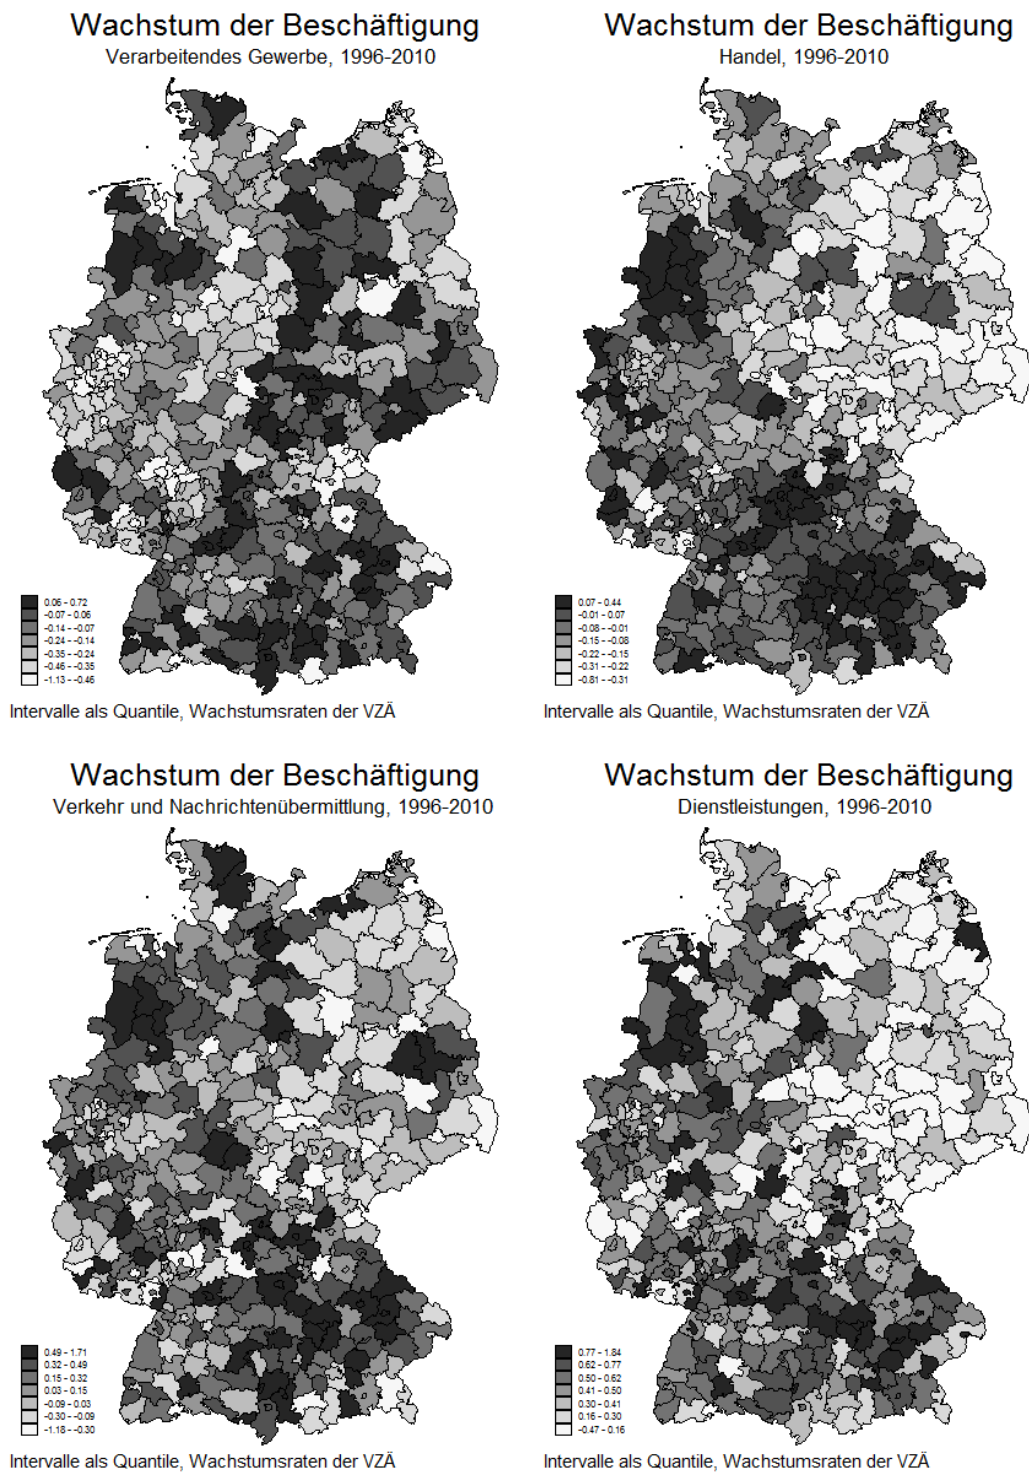 Wachstum der Beschäftigung
Verarbeitendes Gewerbe, 1996-2010
0.06 - 0.72
-0.07 - 0.06
-0.14 - -0.07
-0.24 - -0.14
-0.35 - -0.24
-0.46 - -0.35
-1.13 - -0.46
Intervalle als Quantile, Wachstumsraten der VZÄ
Wachstum der Beschäftigung
Handel, 1996-2010
0.07 - 0.44
-0.01 - 0.07
-0.08 - -0.01
-0.15 - -0.08
-0.22 - -0.15
-0.31 - -0.22
-0.81 - -0.31
Intervalle als Quantile, Wachstumsraten der VZÄ
Wachstum der Beschäftigung
Verkehr und Nachrichtenübermittlung, 1996-2010
0.49 - 1.71
0.32 - 0.49
0.15 - 0.32
0.03 - 0.15
-0.09 - 0.03
-0.30 - -0.09
-1.18 - -0.30
Intervalle als Quantile, Wachstumsraten der VZÄ
Wachstum der Beschäftigung
Dienstleistungen, 1996-2010
0.77 - 1.84
0.62 - 0.77
0.50 - 0.62
0.41 - 0.50
0.30 - 0.41
0.16 - 0.30
-0.47 - 0.16
Intervalle als Quantile, Wachstumsraten der VZÄ